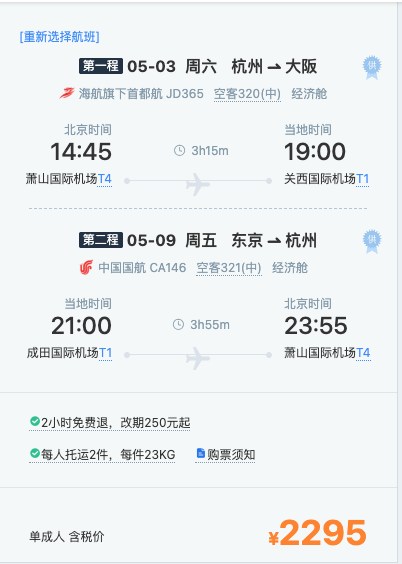 [重新选择航班]
第一程 05-03 周六 杭州 ⇀ 大阪 供
海航旗下首都航 JD365 空客320(中) 经济舱
北京时间 当地时间
14:45 3h15m 19:00
萧山国际机场T4 关西国际机场T1
第二程 05-09 周五 东京 ⇀ 杭州 供
中国国航 CA146 空客321(中) 经济舱
当地时间 北京时间
21:00 3h55m 23:55
成田国际机场T1 萧山国际机场T4
2小时免费退，改期250元起
每人托运2件，每件23KG 购票须知
单成人 含税价 ¥2295